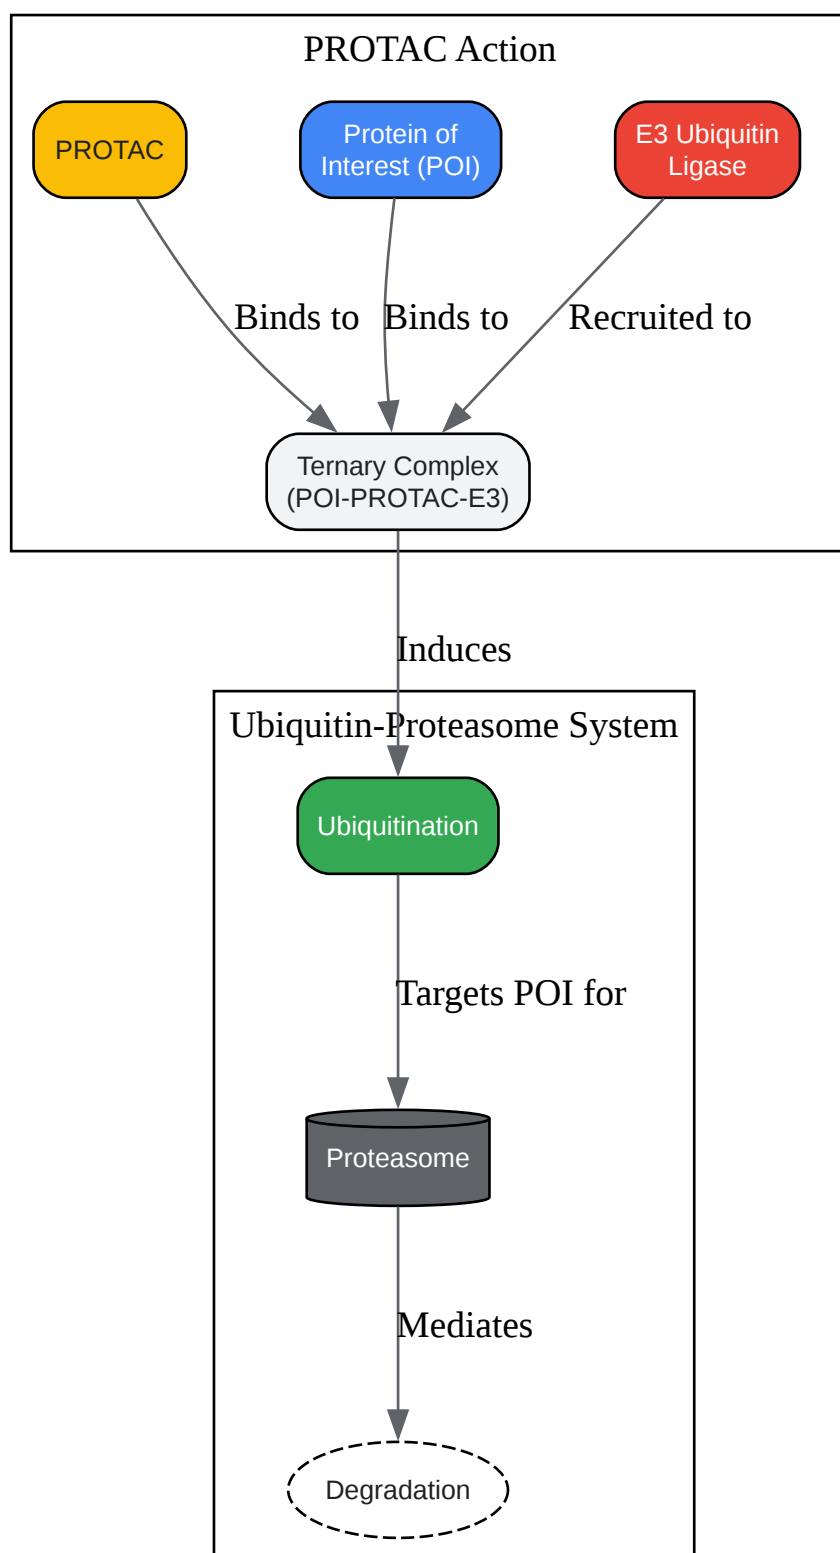 PROTAC Action
PROTAC
Protein of
Interest (POI)
E3 Ubiquitin
Ligase
Binds to
Binds to
Recruited to
Ternary Complex
(POI-PROTAC-E3)
Induces
Ubiquitin-Proteasome System
Ubiquitination
Targets POI for
Proteasome
Mediates
Degradation